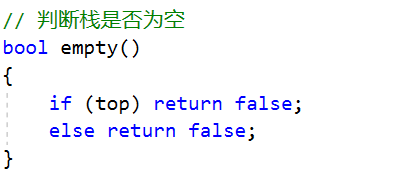 // 判断栈是否为空
bool empty()
{
    if (top) return false;
    else return false;
}